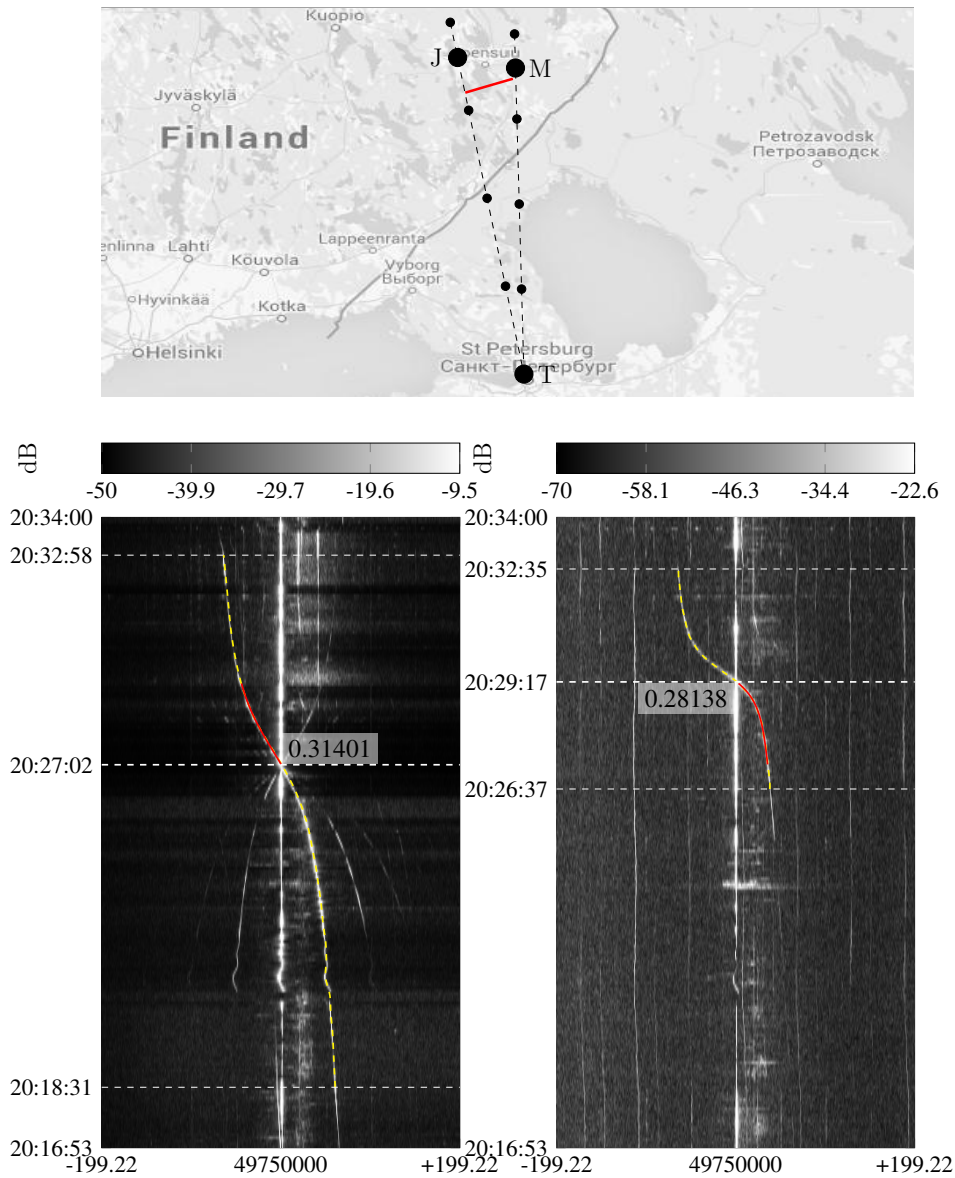 Kuopio
J
pensuu
M
Jyväskylä
Finland
Petrozavodsk
Петрозаводск
enlinna
Lahti
Lappeenranta
Kouvola
Vyborg
Выборг
Hyvinkää
Kotka
Helsinki
St Petersburg
Санкт-Петербург
T
dB
-50 -39.9 -29.7 -19.6 -9.5
dB
-70 -58.1 -46.3 -34.4 -22.6
20:34:00
20:32:58
0.31401
20:27:02
20:18:31
20:16:53
-199.22 49750000 +199.22
20:34:00
20:32:35
20:29:17
0.28138
20:26:37
20:16:53
-199.22 49750000 +199.22